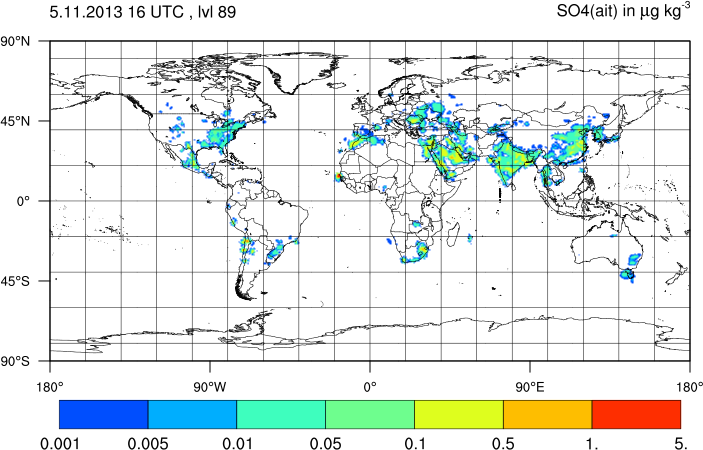 5.11.2013 16 UTC , lvl 89 SO4(ait) in µg kg⁻³
90°N
45°N
0°
45°S
90°S
180° 90°W 0° 90°E 180°
0.001 0.005 0.01 0.05 0.1 0.5 1. 5.